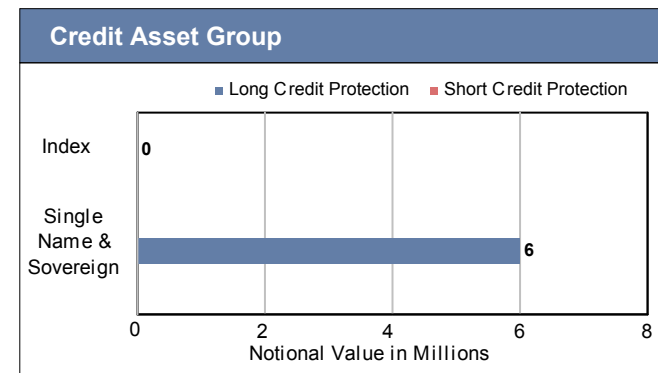 Credit Asset Group
Long Credit Protection Short Credit Protection
Index
0
Single
Name &
Sovereign
6
0 2 4 6 8
Notional Value in Millions